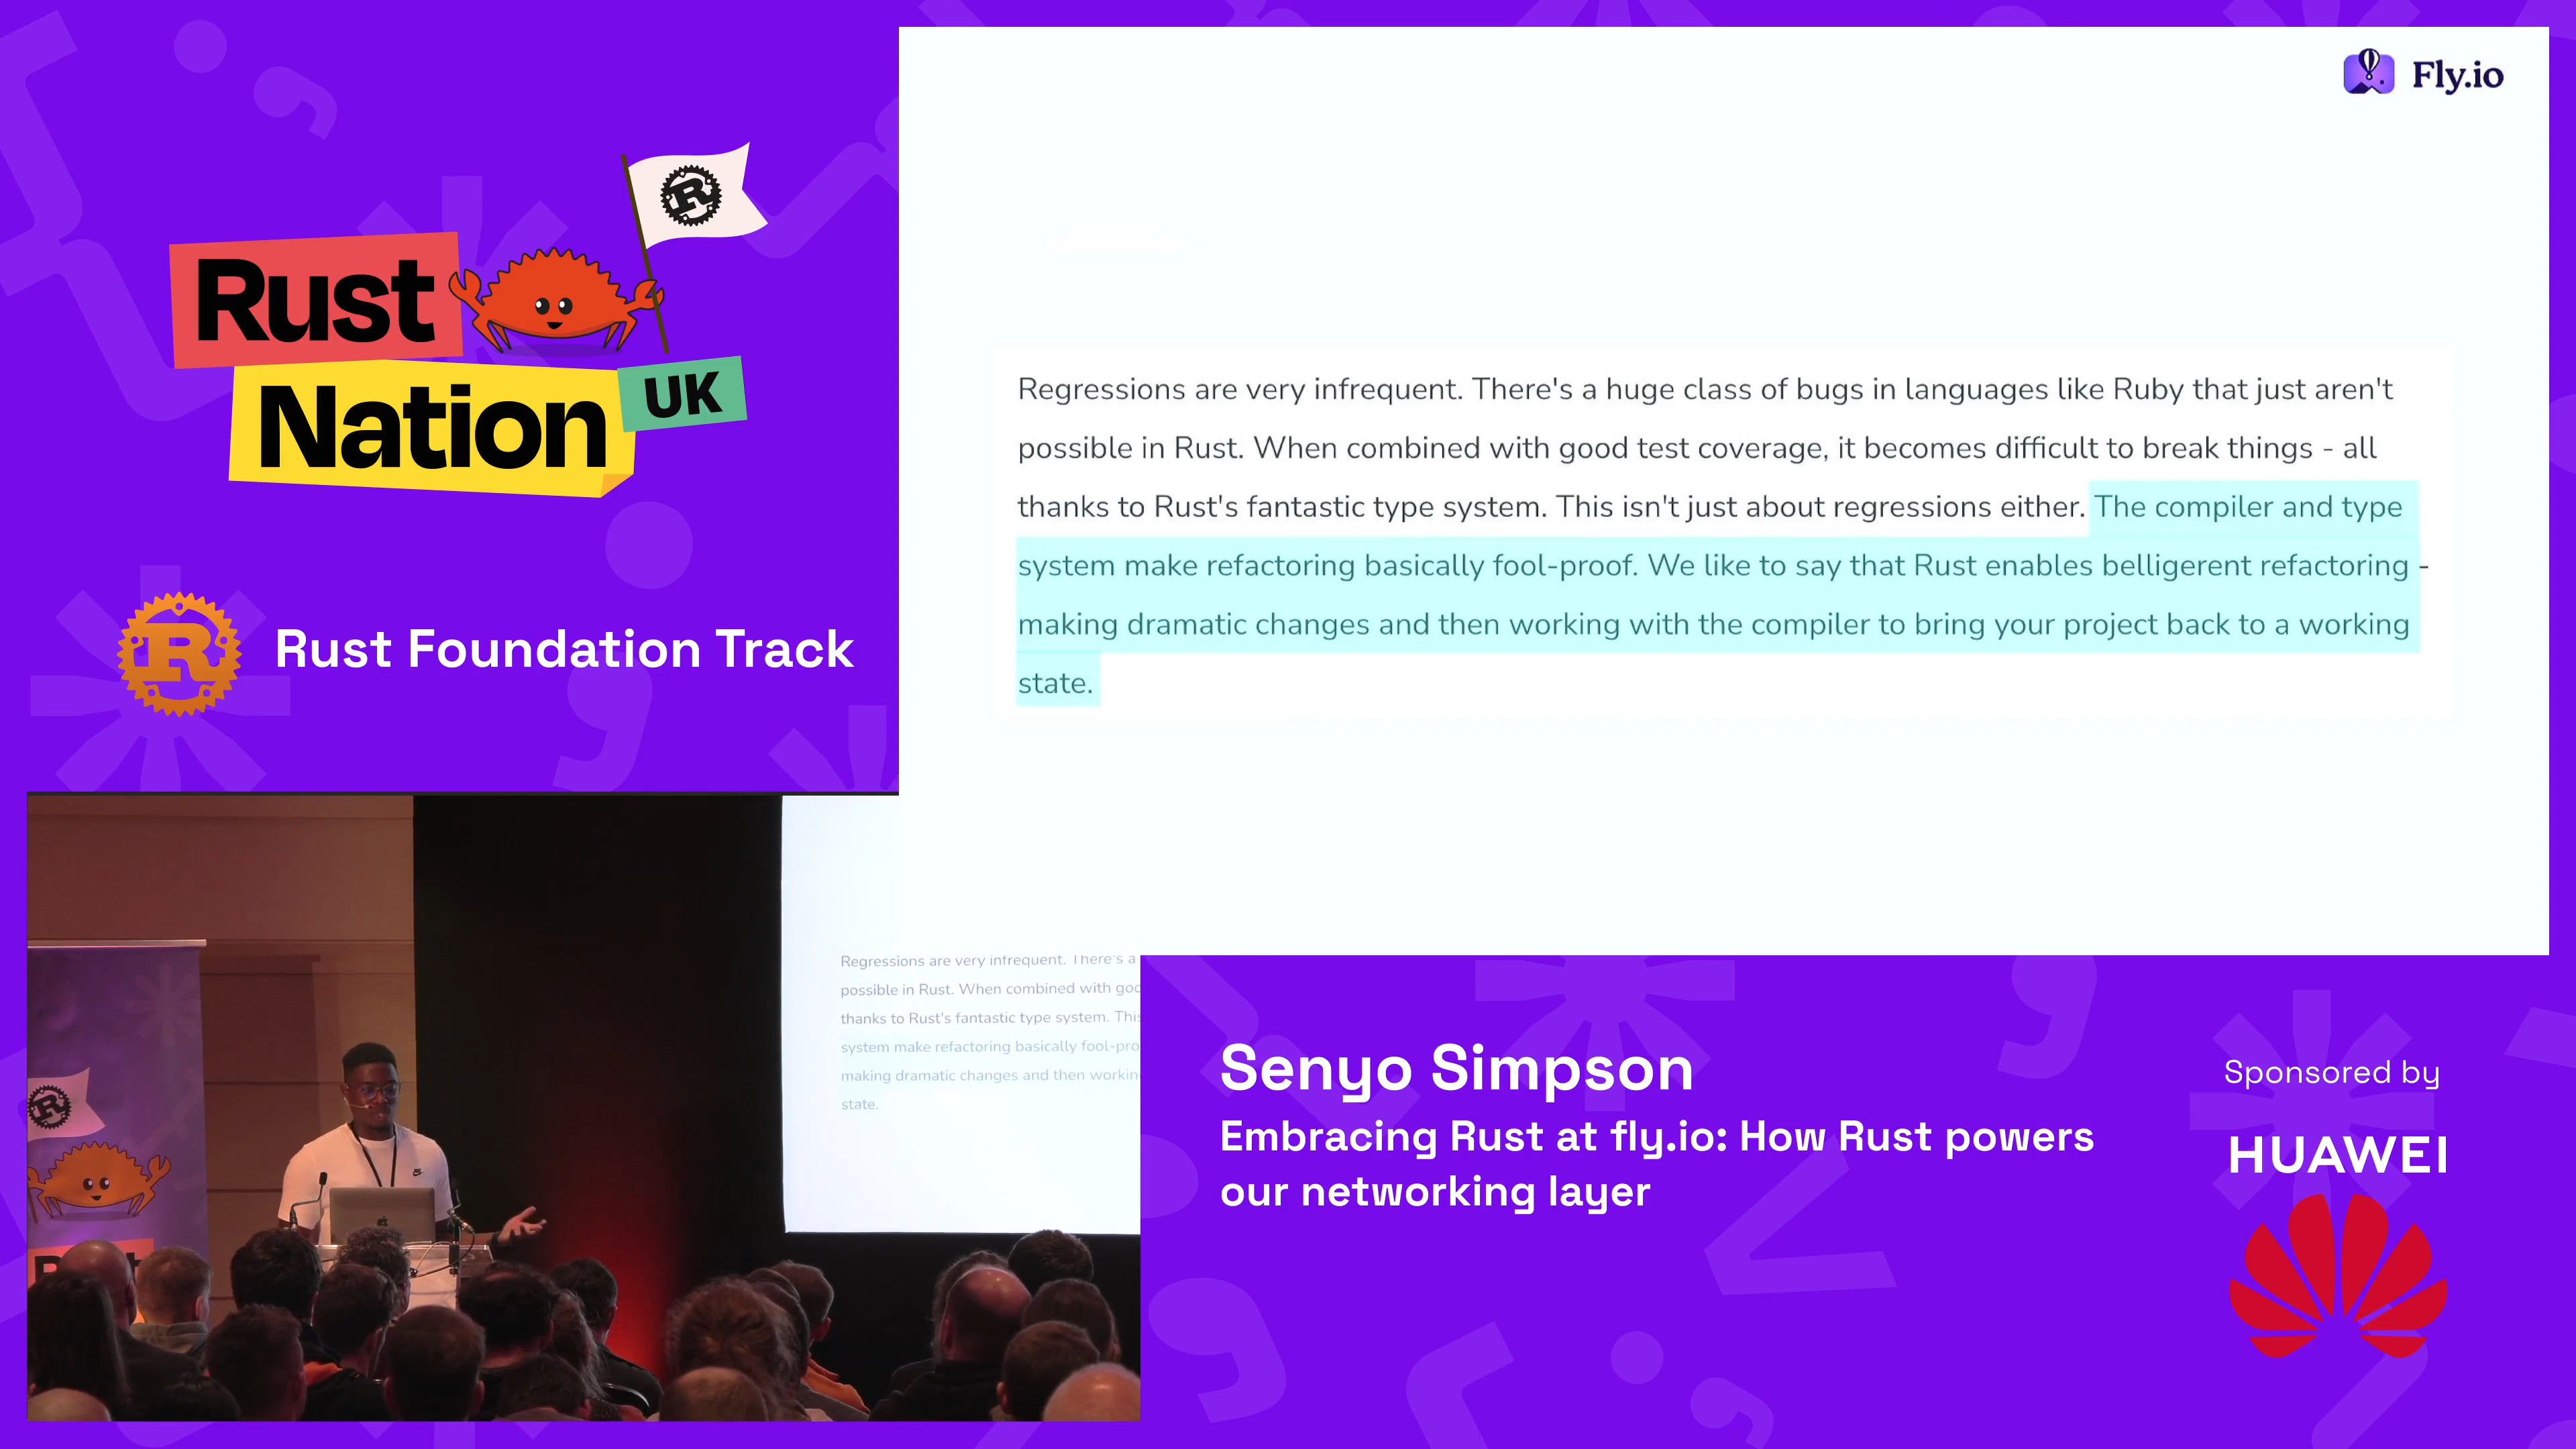 Fly.io
Rust
Nation
UK
Rust Foundation Track
Regressions are very infrequent. There's a huge class of bugs in languages like Ruby that just aren't
possible in Rust. When combined with good test coverage, it becomes difficult to break things - all
thanks to Rust's fantastic type system. This isn't just about regressions either. The compiler and type
system make refactoring basically fool-proof. We like to say that Rust enables belligerent refactoring -
making dramatic changes and then working with the compiler to bring your project back to a working
state.
Regressions are very infrequent. There's a
possible in Rust. When combined with
thanks to Rust's fantastic type system. This
system make refactoring basically
making dramatic changes and then
state.
Senyo Simpson
Embracing Rust at fly.io: How Rust powers
our networking layer
Sponsored by
HUAWEI